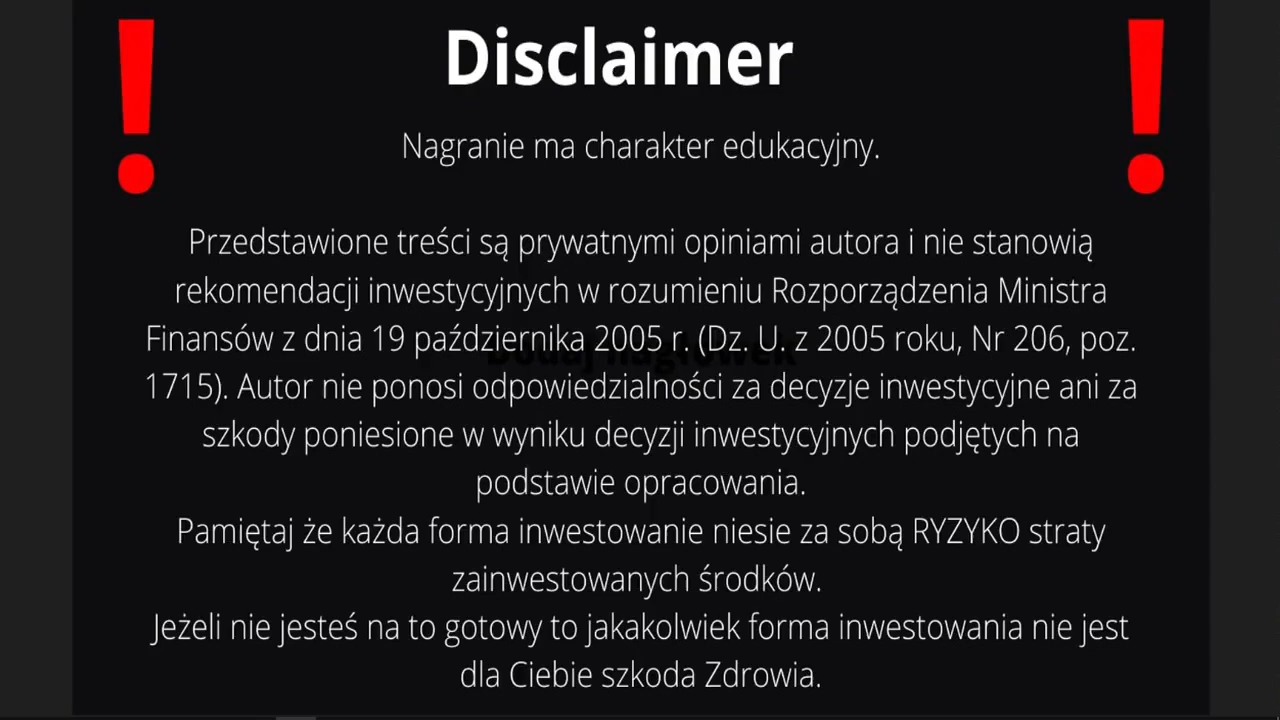 Disclaimer
Nagranie ma charakter edukacyjny.
Przedstawione treści są prywatnymi opiniami autora i nie stanowią
rekomendacji inwestycyjnych w rozumieniu Rozporządzenia Ministra
Finansów z dnia 19 października 2005 r. (Dz. U. z 2005 roku, Nr 206, poz.
1715). Autor nie ponosi odpowiedzialności za decyzje inwestycyjne ani za
szkody poniesione w wyniku decyzji inwestycyjnych podjętych na
podstawie opracowania.
Pamiętaj że każda forma inwestowanie niesie za sobą RYZYKO straty
zainwestowanych środków.
Jeżeli nie jesteś na to gotowy to jakakolwiek forma inwestowania nie jest
dla Ciebie szkoda Zdrowia.